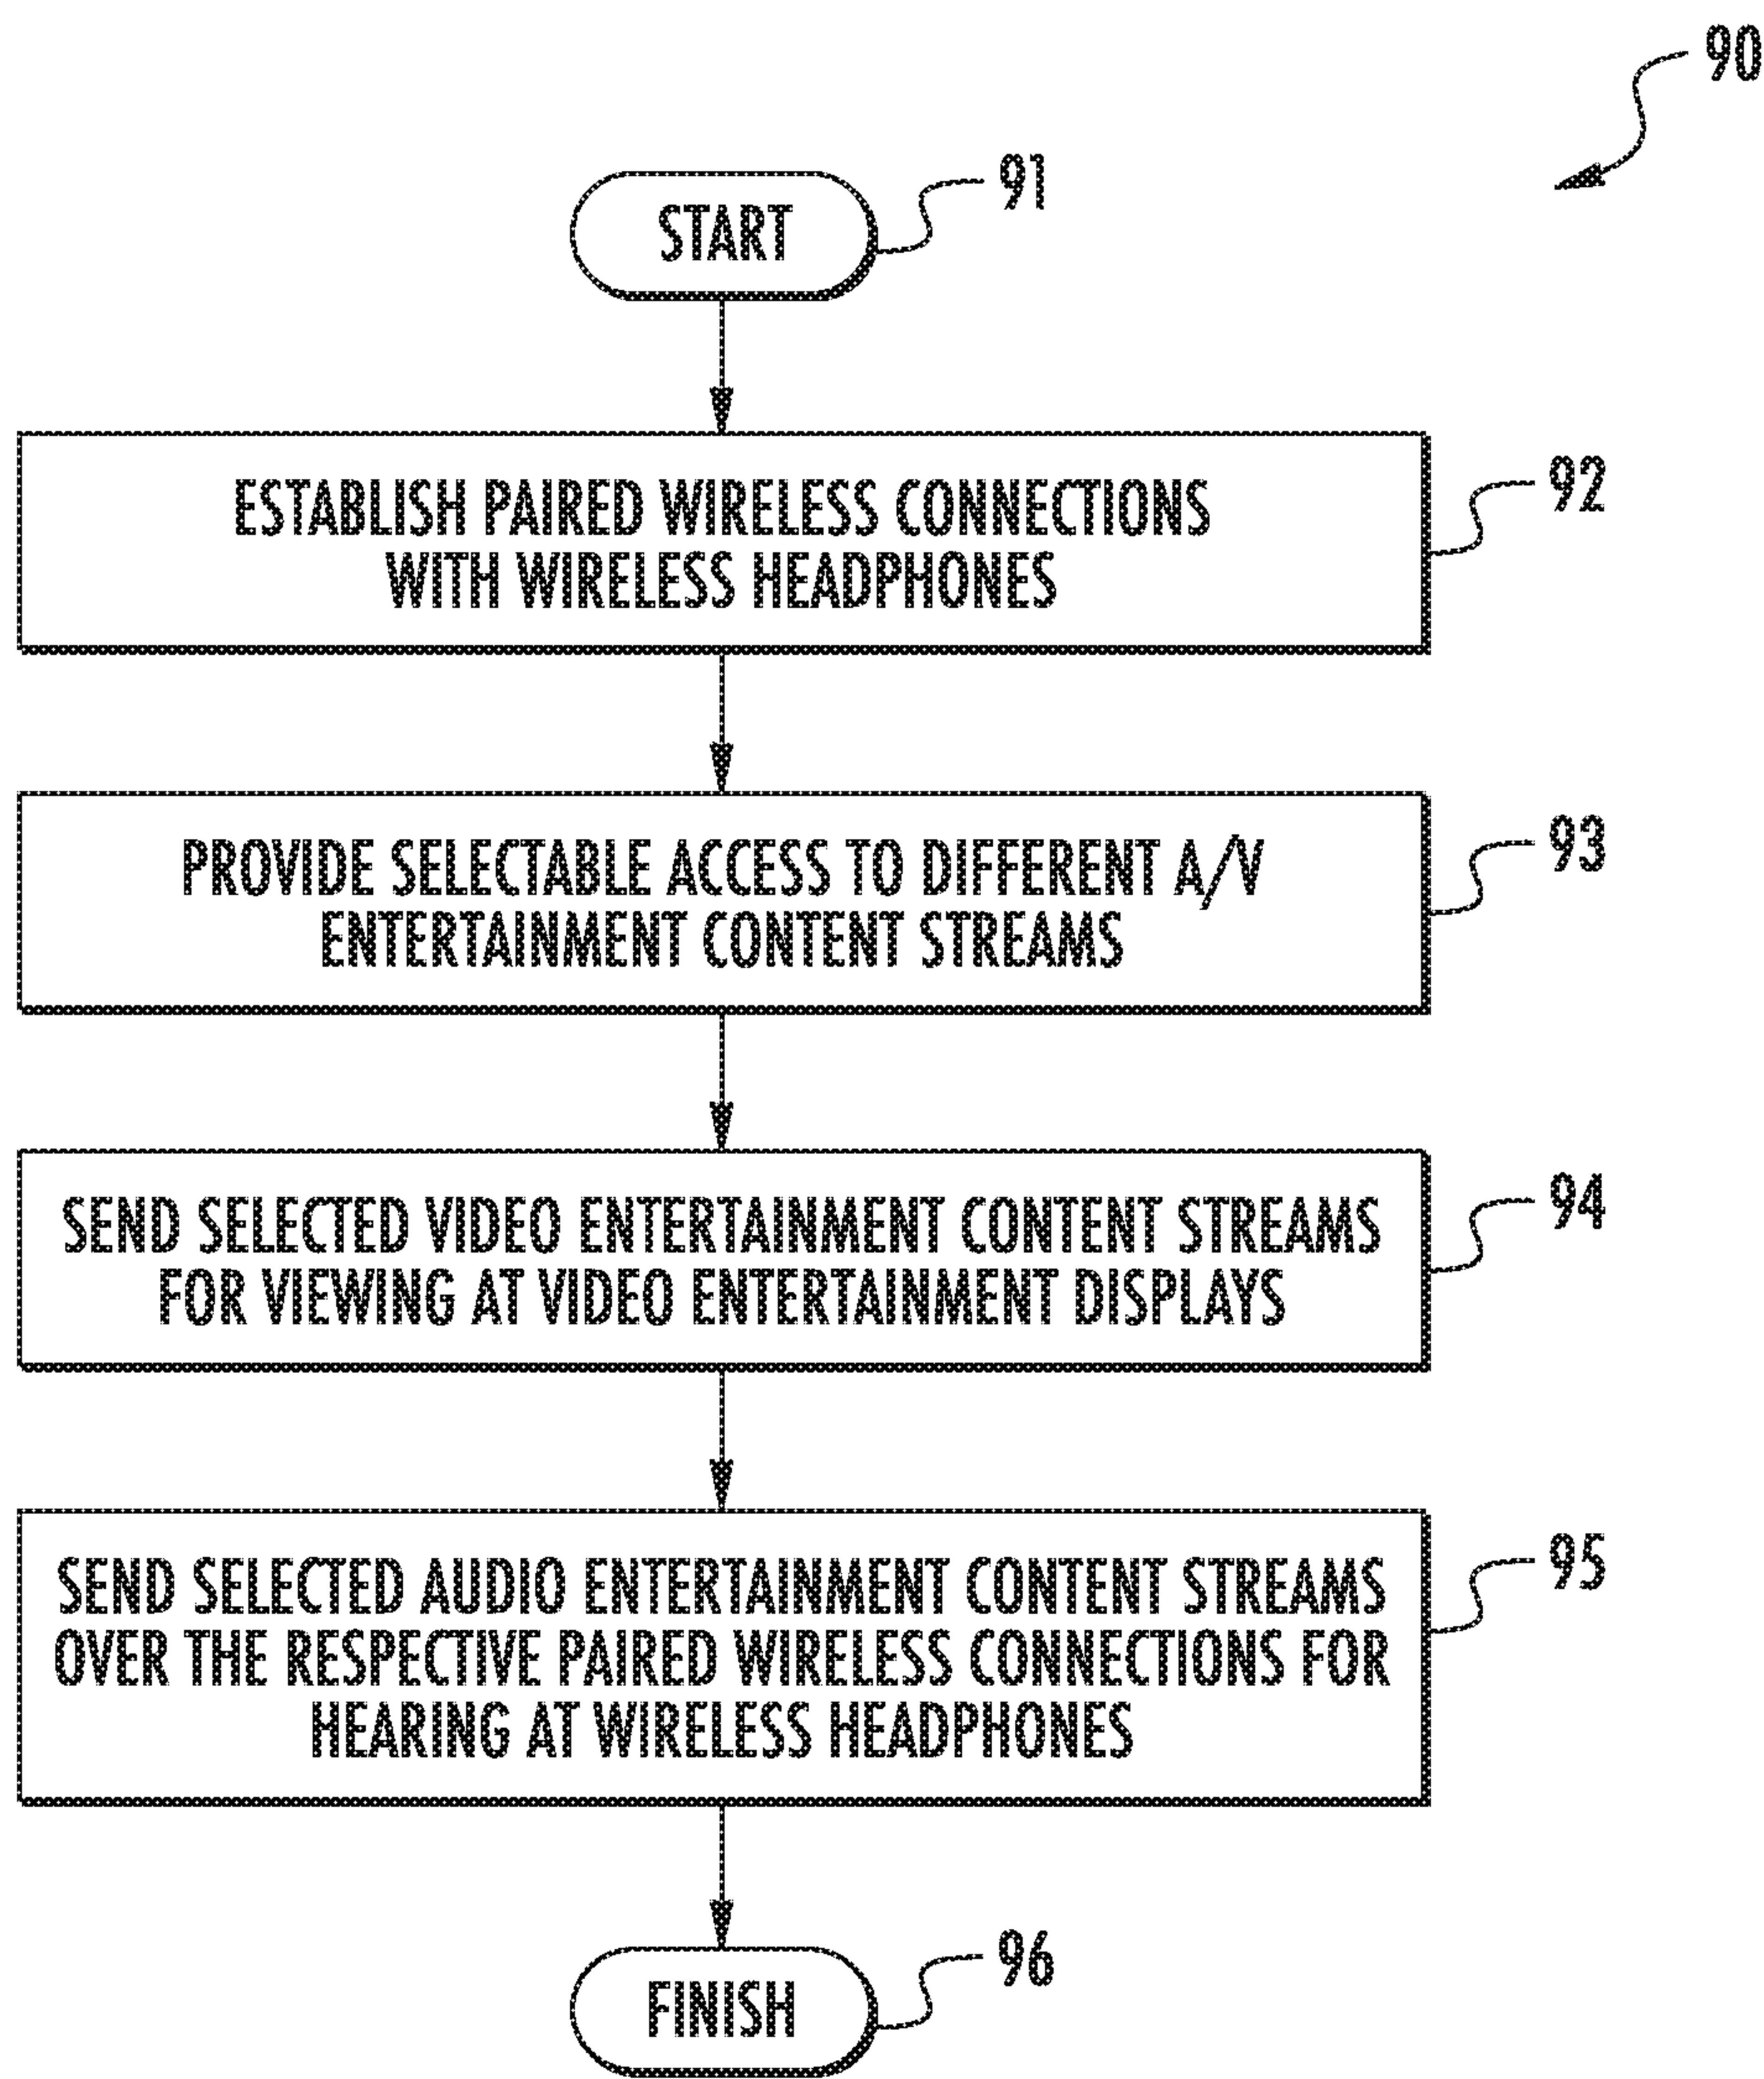 90
START
91
ESTABLISH PAIRED WIRELESS CONNECTIONS
WITH WIRELESS HEADPHONES
92
PROVIDE SELECTABLE ACCESS TO DIFFERENT A/V
ENTERTAINMENT CONTENT STREAMS
93
SEND SELECTED VIDEO ENTERTAINMENT CONTENT STREAMS
FOR VIEWING AT VIDEO ENTERTAINMENT DISPLAYS
94
SEND SELECTED AUDIO ENTERTAINMENT CONTENT STREAMS
OVER THE RESPECTIVE PAIRED WIRELESS CONNECTIONS FOR
HEARING AT WIRELESS HEADPHONES
95
FINISH
96